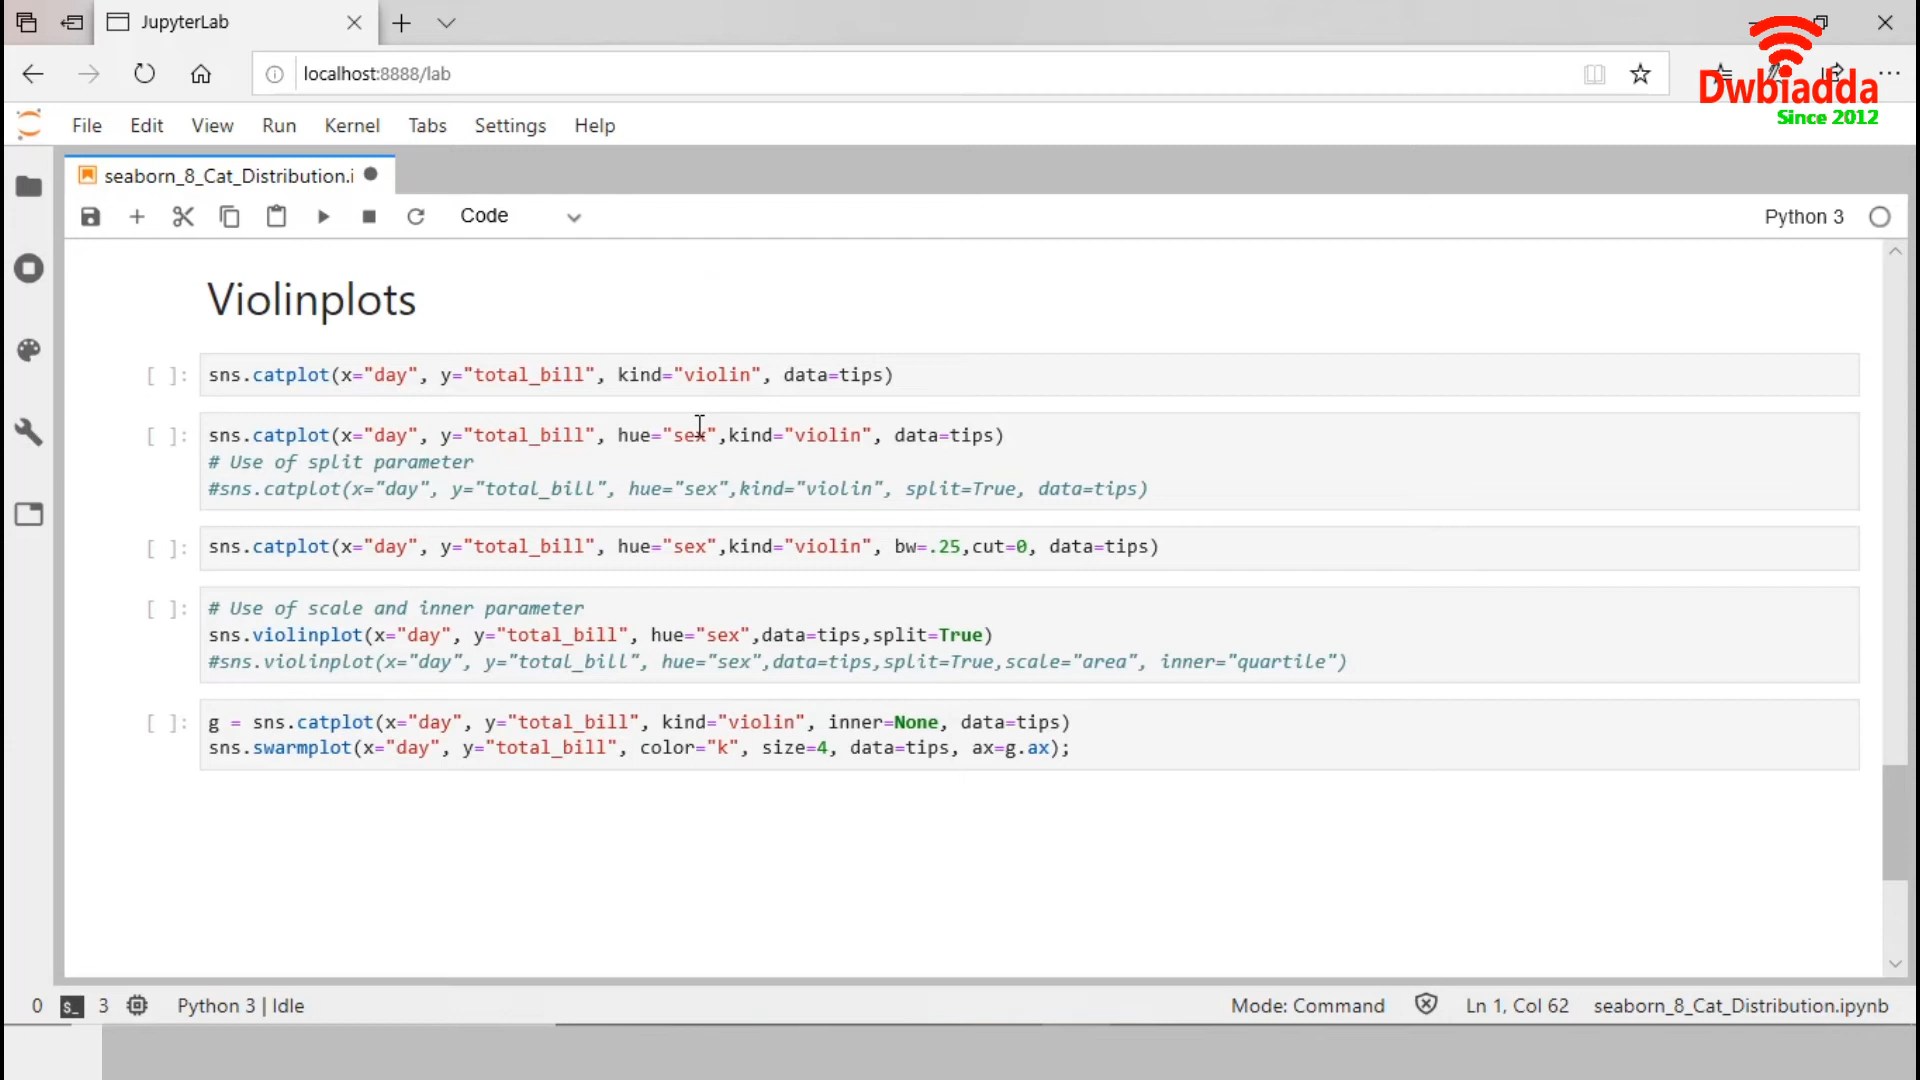 JupyterLab
localhost:8888/lab
Dwbiadda
Since 2012
File Edit View Run Kernel Tabs Settings Help
seaborn_8_Cat_Distribution.i
Code
Python 3
Violinplots
[ ]: sns.catplot(x="day", y="total_bill", kind="violin", data=tips)
[ ]: sns.catplot(x="day", y="total_bill", hue="sex",kind="violin", data=tips)
# Use of split parameter
#sns.catplot(x="day", y="total_bill", hue="sex",kind="violin", split=True, data=tips)
[ ]: sns.catplot(x="day", y="total_bill", hue="sex",kind="violin", bw=.25,cut=0, data=tips)
[ ]: # Use of scale and inner parameter
sns.violinplot(x="day", y="total_bill", hue="sex",data=tips,split=True)
#sns.violinplot(x="day", y="total_bill", hue="sex",data=tips,split=True,scale="area", inner="quartile")
[ ]: g = sns.catplot(x="day", y="total_bill", kind="violin", inner=None, data=tips)
sns.swarmplot(x="day", y="total_bill", color="k", size=4, data=tips, ax=g.ax);
0 $_ 3 Python 3 | Idle Mode: Command Ln 1, Col 62 seaborn_8_Cat_Distribution.ipynb